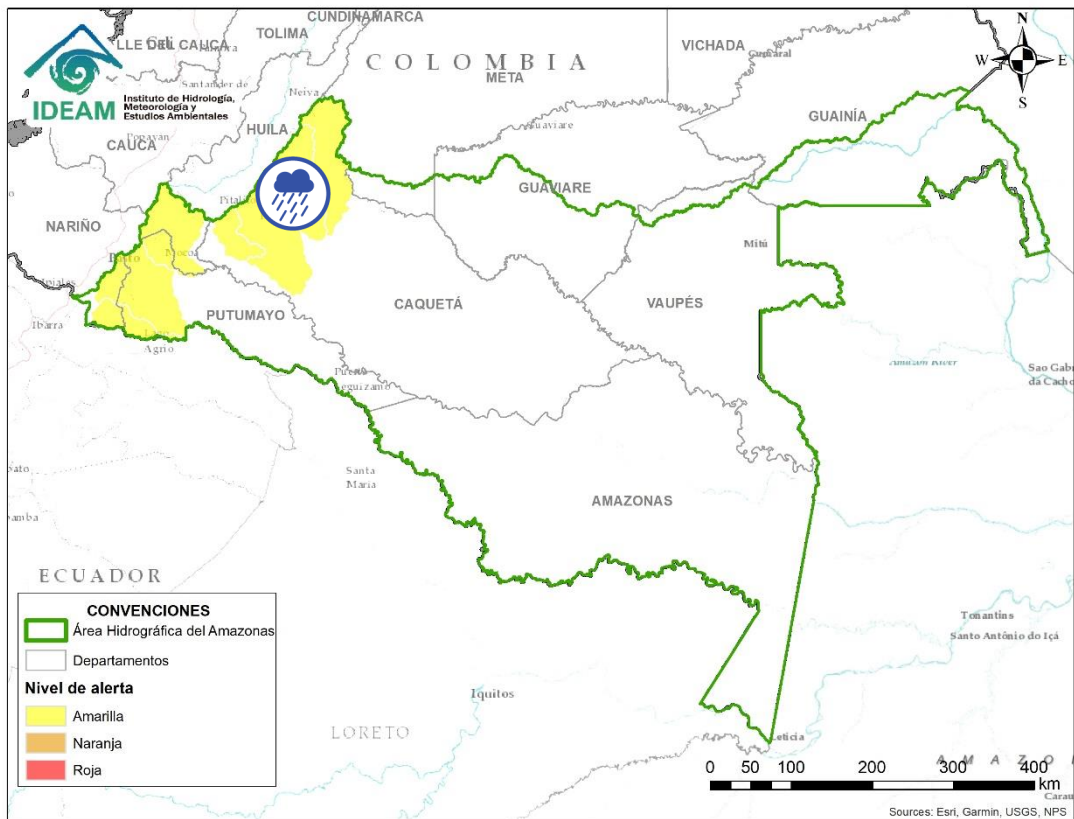 CUNDINAMARCA
LLE DEL CAUCA
TOLIMA
VICHADA
COLOMBIA
META
N
W
E
S
Santander de
Neiva
IDEAM
Instituto de Hidrología,
Meteorología y
Estudios Ambientales
HUILA
Popayán
CAUCA
GUAINÍA
GUAVIARE
NARIÑO
Mitú
CAQUETÁ
VAUPÉS
PUTUMAYO
Ibarra
Agrio
Sao Gabr
da Cacho
Santa
Maria
AMAZONAS
ECUADOR
CONVENCIONES
Área Hidrográfica del Amazonas
Departamentos
Nivel de alerta
Amarilla
Naranja
Roja
Tonantins
Santo Antônio do Içá
Iquitos
LORETO
Leticia
0 50 100 200 300 400
km
Sources: Esri, Garmin, USGS, NPS